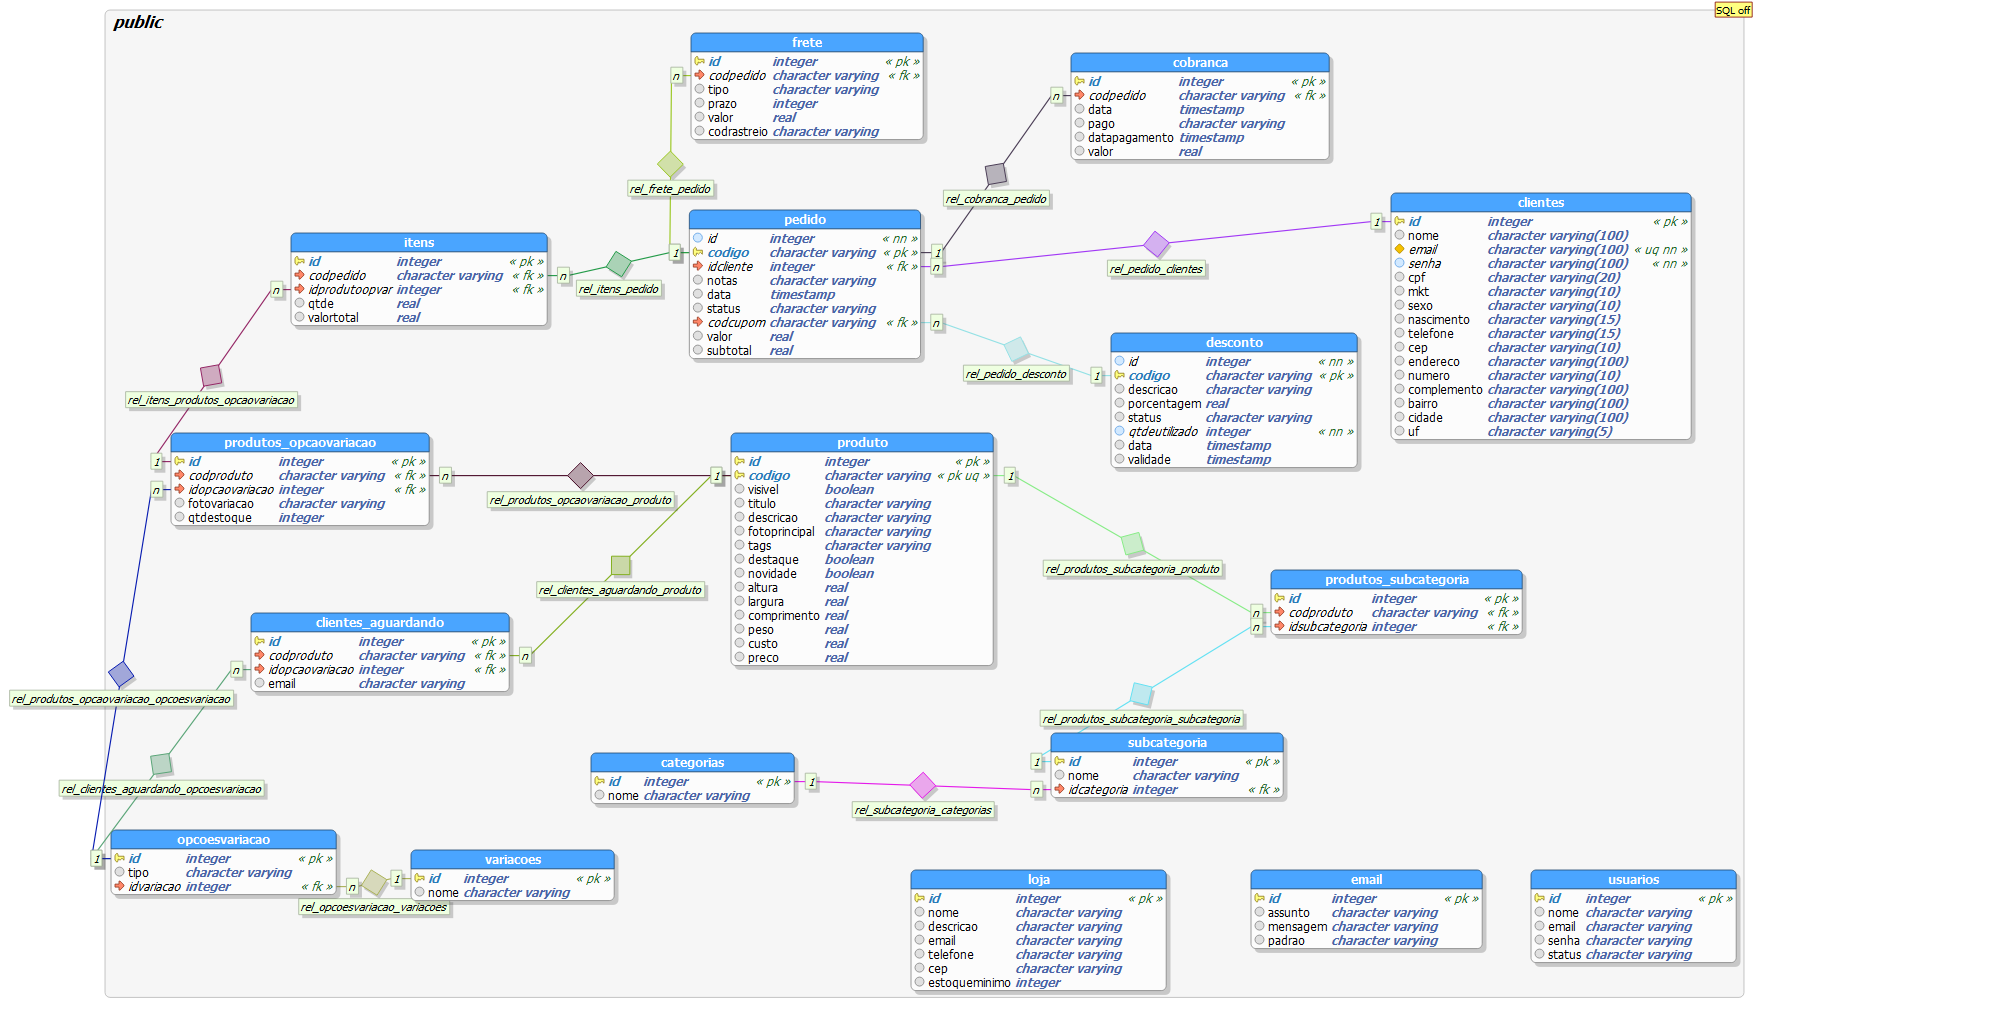 SQL off
public
frete
id integer « pk »
codpedido character varying « fk »
tipo character varying
prazo integer
valor real
codrastreio character varying
cobranca
id integer « pk »
codpedido character varying « fk »
data timestamp
pago character varying
datapagamento timestamp
valor real
n
n
rel_frete_pedido
rel_cobranca_pedido
clientes
id integer « pk »
nome character varying(100)
email character varying(100) « uq nn »
senha character varying(100) « nn »
cpf character varying(20)
mkt character varying(10)
sexo character varying(10)
nascimento character varying(15)
telefone character varying(15)
cep character varying(10)
endereco character varying(100)
numero character varying(10)
complemento character varying(100)
bairro character varying(100)
cidade character varying(100)
uf character varying(5)
pedido
id integer « nn »
codigo character varying « pk »
idcliente integer « fk »
notas character varying
data timestamp
status character varying
codcupom character varying « fk »
valor real
subtotal real
1
1
n
1
rel_pedido_clientes
itens
id integer « pk »
codpedido character varying « fk »
idprodutoopvar integer « fk »
qtde real
valortotal real
n
n
rel_itens_pedido
n
rel_pedido_desconto
1
desconto
id integer « nn »
codigo character varying « pk »
descricao character varying
porcentagem real
status character varying
qtdeutilizado integer « nn »
data timestamp
validade timestamp
rel_itens_produtos_opcaovariacao
produtos_opcaovariacao
id integer « pk »
codproduto character varying « fk »
idopcaovariacao integer « fk »
fotovariacao character varying
qtdestoque integer
1
n
n
rel_produtos_opcaovariacao_produto
1
produto
id integer « pk »
codigo character varying « pk uq »
visivel boolean
titulo character varying
descricao character varying
fotoprincipal character varying
tags character varying
destaque boolean
novidade boolean
altura real
largura real
comprimento real
peso real
custo real
preco real
1
rel_produtos_subcategoria_produto
rel_clientes_aguardando_produto
produtos_subcategoria
id integer « pk »
codproduto character varying « fk »
idsubcategoria integer « fk »
n
n
clientes_aguardando
id integer « pk »
codproduto character varying « fk »
idopcaovariacao integer « fk »
email character varying
n
n
rel_produtos_opcaovariacao_opcoesvariacao
rel_produtos_subcategoria_subcategoria
subcategoria
id integer « pk »
nome character varying
idcategoria integer « fk »
1
n
categorias
id integer « pk »
nome character varying
1
rel_subcategoria_categorias
rel_clientes_aguardando_opcoesvariacao
opcoesvariacao
id integer « pk »
tipo character varying
idvariacao integer « fk »
1
n
1
rel_opcoesvariacao_variacoes
variacoes
id integer « pk »
nome character varying
loja
id integer « pk »
nome character varying
descricao character varying
email character varying
telefone character varying
cep character varying
estoqueminimo integer
email
id integer « pk »
assunto character varying
mensagem character varying
padrao character varying
usuarios
id integer « pk »
nome character varying
email character varying
senha character varying
status character varying